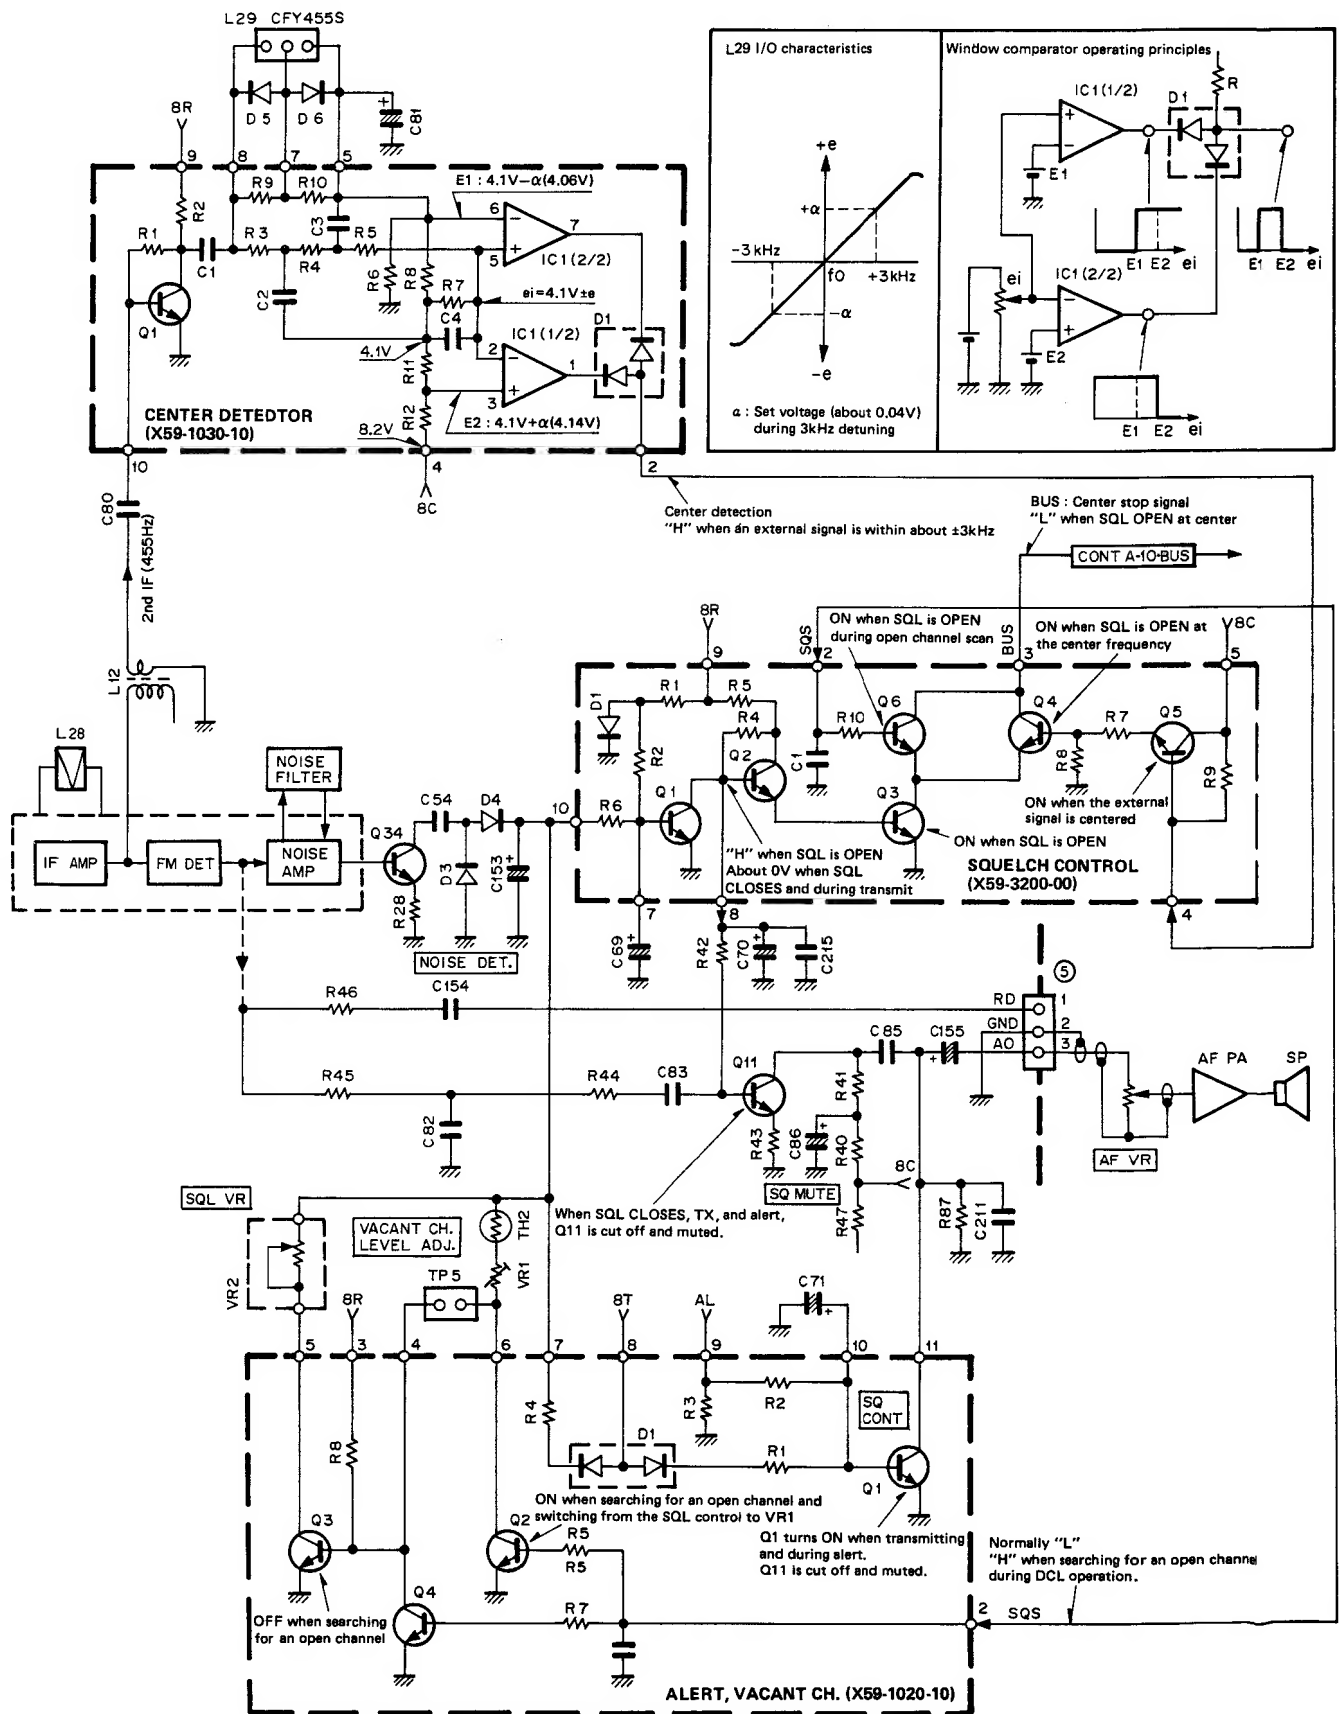 L29 CFY455S
D5
D6
C81
8R
9
8
7
5
R9
R10
R2
R1
C1
R3
C3
R4
R5
C2
R6
R8
R7
C4
Q1
E1 : 4.1V−α(4.06V)
6
−
7
+
5
IC1(2/2)
ei=4.1V±e
IC1(1/2)
D1
2
−
1
+
3
4.1V
R11
R12
E2 : 4.1V+α(4.14V)
8.2V
CENTER DETEDTOR
(X59-1030-10)
10
4
2
8C
C80
2nd IF (455Hz)
L29 I/O characteristics
+e
+α
−3kHz
fO
+3kHz
−α
−e
α : Set voltage (about 0.04V)
during 3kHz detuning
Window comparator operating principles
IC1(1/2)
R
D1
+
−
E1
E1 E2 ei
E1 E2 ei
ei
IC1(2/2)
−
+
E2
E1 E2 ei
Center detection
"H" when an external signal is within about ±3kHz
BUS : Center stop signal
"L" when SQL OPEN at center
CONT A-10-BUS
L12
L28
NOISE
FILTER
IF AMP
FM DET
NOISE
AMP
Q34
C54
D4
D3
C153
R28
NOISE DET.
8R
9
SQS
2
ON when SQL is OPEN
during open channel scan
BUS
3
ON when SQL is OPEN at
the center frequency
8C
5
D1
R1
R5
R2
R4
Q2
Q1
R6
10
R10
C1
Q6
Q4
R7
Q5
R8
R9
Q3
ON when the external
signal is centered
ON when SQL is OPEN
"H" when SQL is OPEN
About 0V when SQL
CLOSES and during transmit
SQUELCH CONTROL
(X59-3200-00)
7
8
4
C69
R42
C70
C215
R46
C154
RD
1
GND
2
AO
3
⑤
C85
C155
AF PA
SP
AF VR
R45
C82
R44
C83
Q11
R43
R41
C86
R40
8C
SQ MUTE
R47
R87
C211
When SQL CLOSES, TX, and alert,
Q11 is cut off and muted.
SQL VR
VR2
VACANT CH.
LEVEL ADJ.
TH2
VR1
TP5
8R
8T
AL
C71
5
3
4
6
7
8
9
10
11
R8
R4
R3
R2
SQ
CONT
D1
R1
Q1
Q3
Q2
ON when searching for an open channel and
switching from the SQL control to VR1
R5
R5
Q1 turns ON when transmitting
and during alert.
Q11 is cut off and muted.
Normally "L"
"H" when searching for an open channel
during DCL operation.
Q4
R7
2
SQS
OFF when searching
for an open channel
ALERT, VACANT CH. (X59-1020-10)